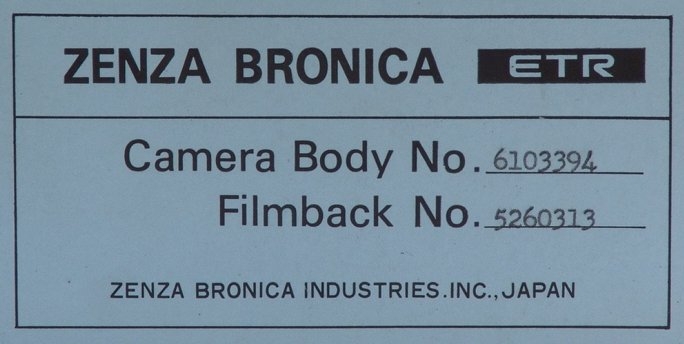 ZENZA BRONICA ETR
Camera Body No. 6103394
Filmback No. 5260313
ZENZA BRONICA INDUSTRIES.INC.,JAPAN